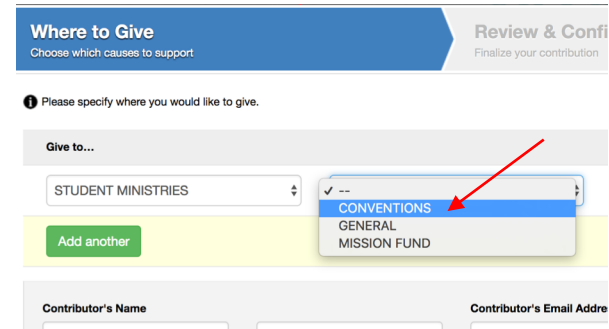 Where to Give
Choose which causes to support
Review & Confi
Finalize your contribution
Please specify where you would like to give.
Give to...
STUDENT MINISTRIES
--
CONVENTIONS
GENERAL
MISSION FUND
Add another
Contributor's Name
Contributor's Email Addre